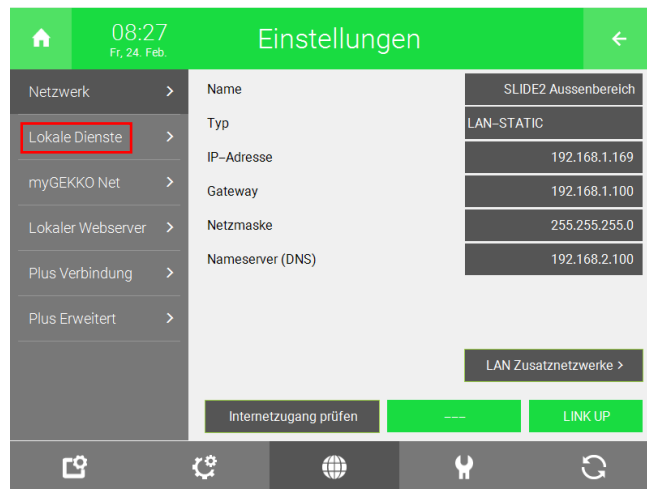 08:27
Fr, 24. Feb.
Einstellungen
Netzwerk
Lokale Dienste
myGEKKO Net
Lokaler Webserver
Plus Verbindung
Plus Erweitert
Name SLIDE2 Aussenbereich
Typ LAN-STATIC
IP-Adresse 192.168.1.169
Gateway 192.168.1.100
Netzmaske 255.255.255.0
Nameserver (DNS) 192.168.2.100
LAN Zusatznetzwerke >
Internetzugang prüfen --- LINK UP